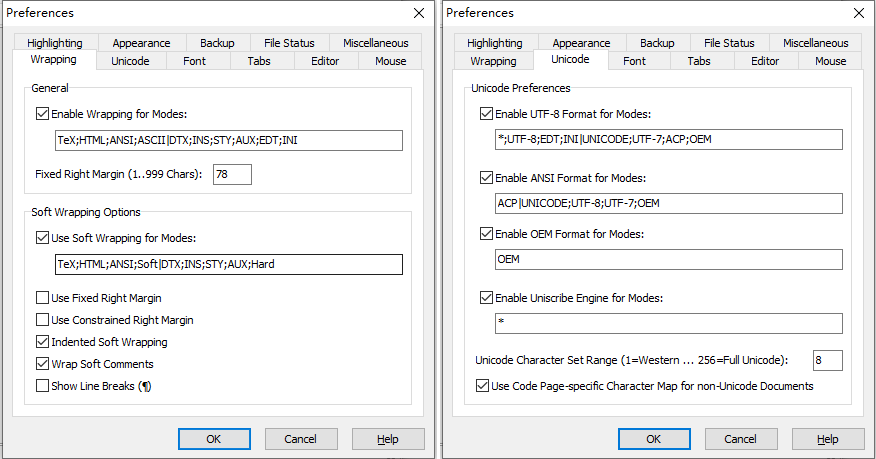 Preferences
Highlighting Appearance Backup File Status Miscellaneous
Wrapping Unicode Font Tabs Editor Mouse
General
Enable Wrapping for Modes:
TeX;HTML;ANSI;ASCII|DTX;INS;STY;AUX;EDT;INI
Fixed Right Margin (1..999 Chars): 78
Soft Wrapping Options
Use Soft Wrapping for Modes:
TeX;HTML;ANSI;Soft|DTX;INS;STY;AUX;Hard
Use Fixed Right Margin
Use Constrained Right Margin
Indented Soft Wrapping
Wrap Soft Comments
Show Line Breaks (¶)
OK Cancel Help
Preferences
Highlighting Appearance Backup File Status Miscellaneous
Wrapping Unicode Font Tabs Editor Mouse
Unicode Preferences
Enable UTF-8 Format for Modes:
*;UTF-8;EDT;INI|UNICODE;UTF-7;ACP;OEM
Enable ANSI Format for Modes:
ACP|UNICODE;UTF-8;UTF-7;OEM
Enable OEM Format for Modes:
OEM
Enable Uniscribe Engine for Modes:
*
Unicode Character Set Range (1=Western ... 256=Full Unicode): 8
Use Code Page-specific Character Map for non-Unicode Documents
OK Cancel Help